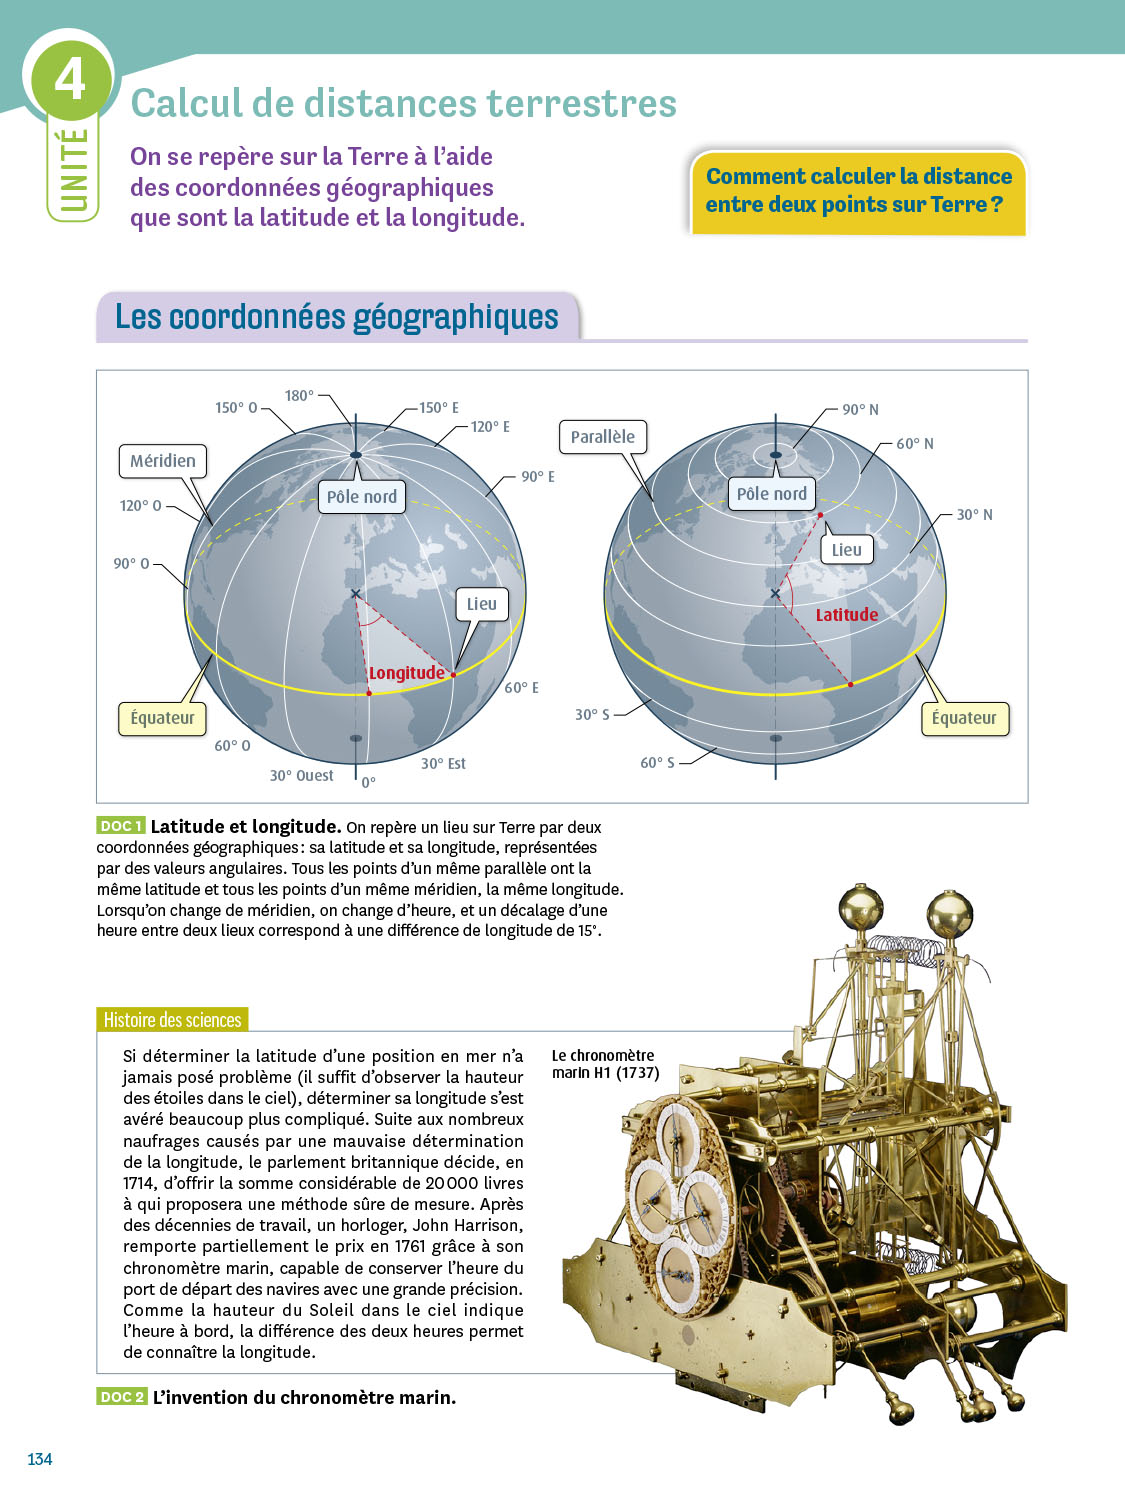 4
UNITÉ
Calcul de distances terrestres
On se repère sur la Terre à l'aide
des coordonnées géographiques
que sont la latitude et la longitude.
Comment calculer la distance
entre deux points sur Terre ?
Les coordonnées géographiques
180°
150° O
150° E
120° E
Méridien
90° E
Pôle nord
120° O
90° O
Lieu
Longitude
60° E
Équateur
60° O
30° Ouest
0°
30° Est
90° N
Parallèle
60° N
Pôle nord
30° N
Lieu
Latitude
30° S
Équateur
60° S
DOC 1 Latitude et longitude. On repère un lieu sur Terre par deux
coordonnées géographiques : sa latitude et sa longitude, représentées
par des valeurs angulaires. Tous les points d'un même parallèle ont la
même latitude et tous les points d'un même méridien, la même longitude.
Lorsqu'on change de méridien, on change d'heure, et un décalage d'une
heure entre deux lieux correspond à une différence de longitude de 15°.
Histoire des sciences
Si déterminer la latitude d'une position en mer n'a
jamais posé problème (il suffit d'observer la hauteur
des étoiles dans le ciel), déterminer sa longitude s'est
avéré beaucoup plus compliqué. Suite aux nombreux
naufrages causés par une mauvaise détermination
de la longitude, le parlement britannique décide, en
1714, d'offrir la somme considérable de 20 000 livres
à qui proposera une méthode sûre de mesure. Après
des décennies de travail, un horloger, John Harrison,
remporte partiellement le prix en 1761 grâce à son
chronomètre marin, capable de conserver l'heure du
port de départ des navires avec une grande précision.
Comme la hauteur du Soleil dans le ciel indique
l'heure à bord, la différence des deux heures permet
de connaître la longitude.
Le chronomètre
marin H1 (1737)
DOC 2 L'invention du chronomètre marin.
134